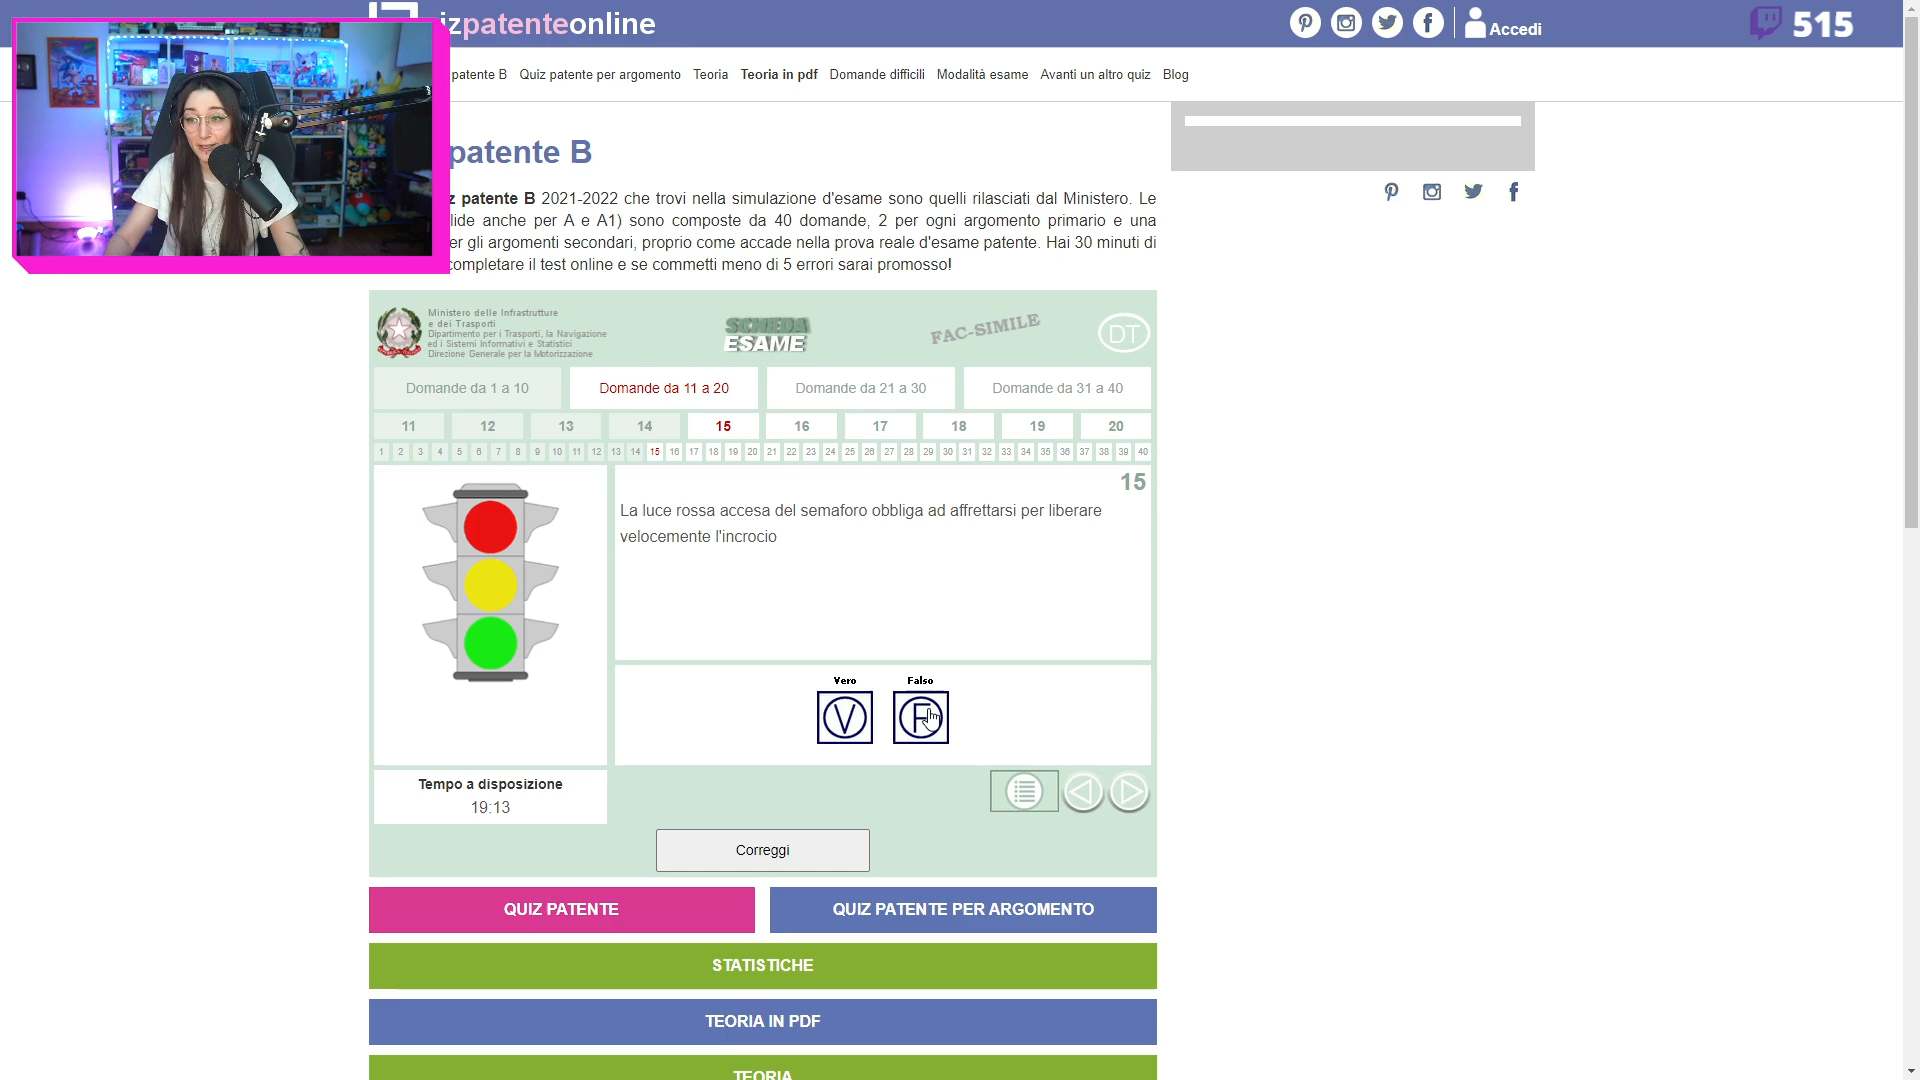 izpatenteonline
Accedi
515
patente B Quiz patente per argomento Teoria Teoria in pdf Domande difficili Modalità esame Avanti un altro quiz Blog
patente B
z patente B 2021-2022 che trovi nella simulazione d'esame sono quelli rilasciati dal Ministero. Le
lide anche per A e A1) sono composte da 40 domande, 2 per ogni argomento primario e una
er gli argomenti secondari, proprio come accade nella prova reale d'esame patente. Hai 30 minuti di
completare il test online e se commetti meno di 5 errori sarai promosso!
Ministero delle Infrastrutture
e dei Trasporti
Dipartimento per i Trasporti, la Navigazione
ed i Sistemi Informativi e Statistici
Direzione Generale per la Motorizzazione
SCHEDA
ESAME
FAC-SIMILE
DT
Domande da 1 a 10 Domande da 11 a 20 Domande da 21 a 30 Domande da 31 a 40
11 12 13 14 15 16 17 18 19 20
1 2 3 4 5 6 7 8 9 10 11 12 13 14 15 16 17 18 19 20 21 22 23 24 25 26 27 28 29 30 31 32 33 34 35 36 37 38 39 40
15
La luce rossa accesa del semaforo obbliga ad affrettarsi per liberare
velocemente l'incrocio
Vero Falso
V F
Tempo a disposizione
19:13
Correggi
QUIZ PATENTE QUIZ PATENTE PER ARGOMENTO
STATISTICHE
TEORIA IN PDF
TEORIA